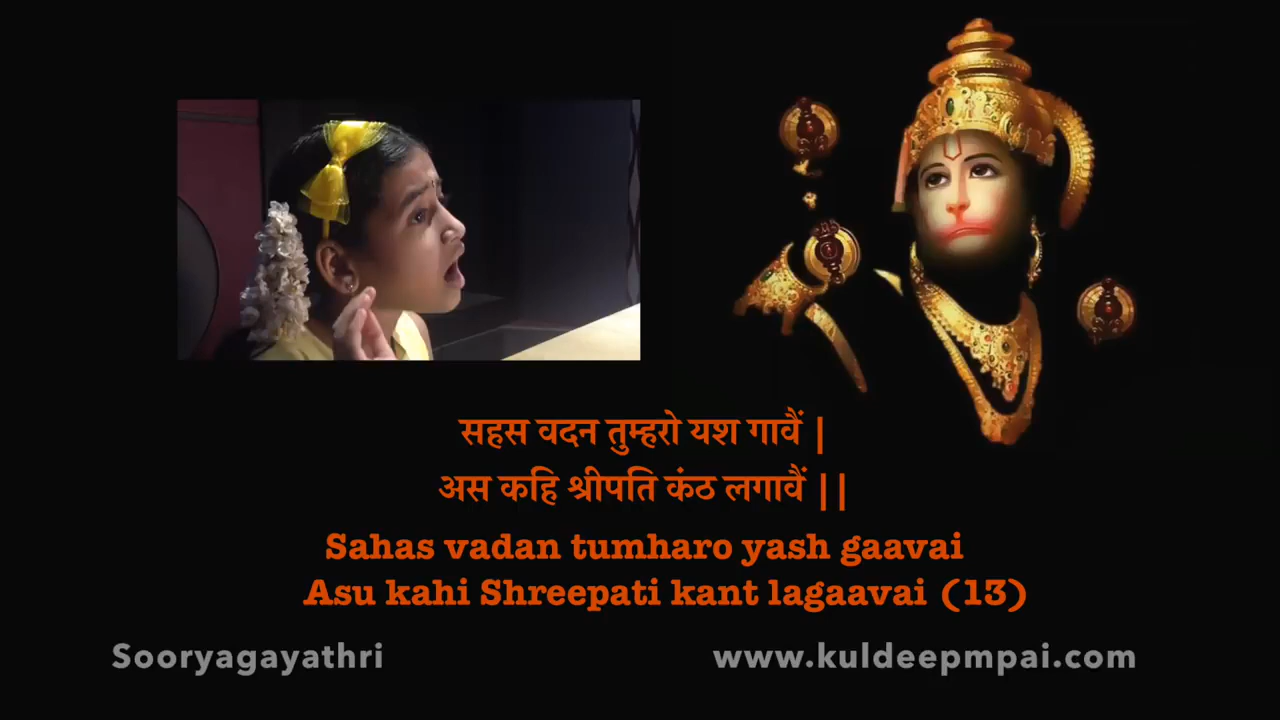 सहस वदन तुम्हरो यश गावैं |
अस कहि श्रीपति कंठ लगावैं ||
Sahas vadan tumharo yash gaavai
Asu kahi Shreepati kant lagaavai (13)
Sooryagayathri
www.kuldeepmpai.com